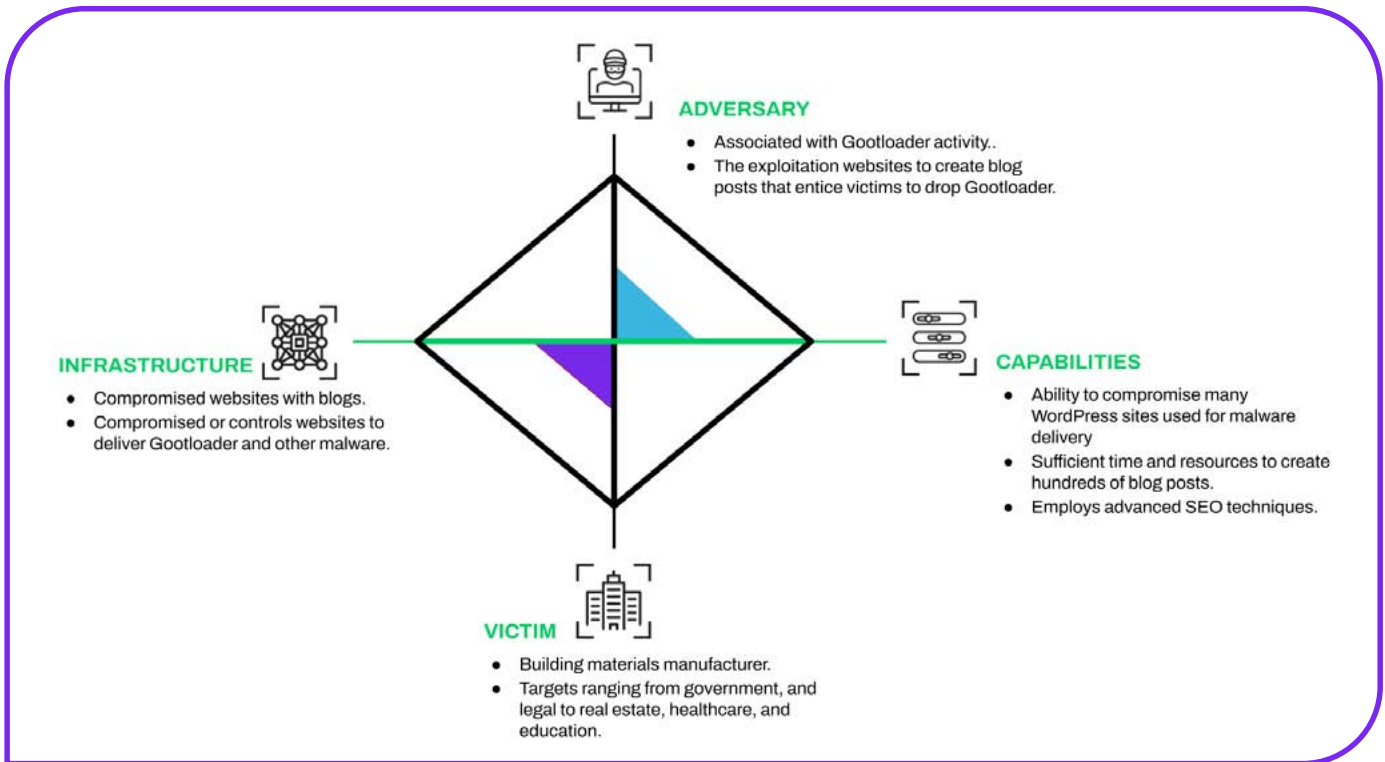 ADVERSARY
● Associated with Gootloader activity..
● The exploitation websites to create blog
posts that entice victims to drop Gootloader.
INFRASTRUCTURE
● Compromised websites with blogs.
● Compromised or controls websites to
deliver Gootloader and other malware.
CAPABILITIES
● Ability to compromise many
WordPress sites used for malware
delivery
● Sufficient time and resources to create
hundreds of blog posts.
● Employs advanced SEO techniques.
VICTIM
● Building materials manufacturer.
● Targets ranging from government, and
legal to real estate, healthcare, and
education.